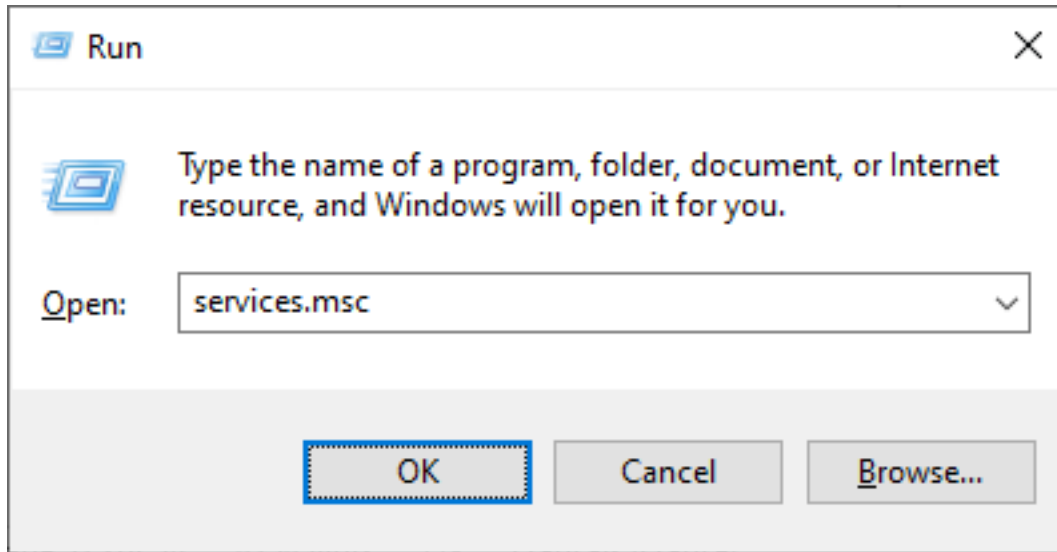 Run
Type the name of a program, folder, document, or Internet
resource, and Windows will open it for you.
Open: services.msc
OK Cancel Browse...